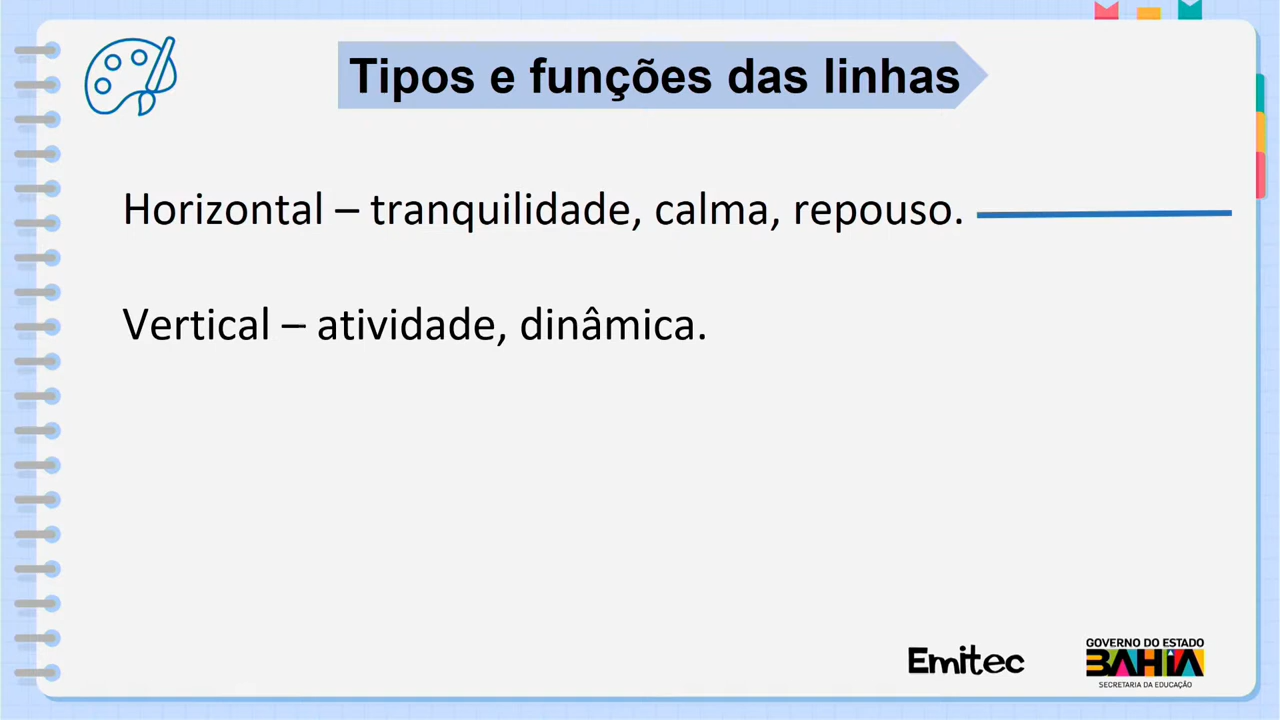 Tipos e funções das linhas
Horizontal – tranquilidade, calma, repouso.
Vertical – atividade, dinâmica.
Emitec
GOVERNO DO ESTADO
BAHIA
SECRETARIA DA EDUCAÇÃO